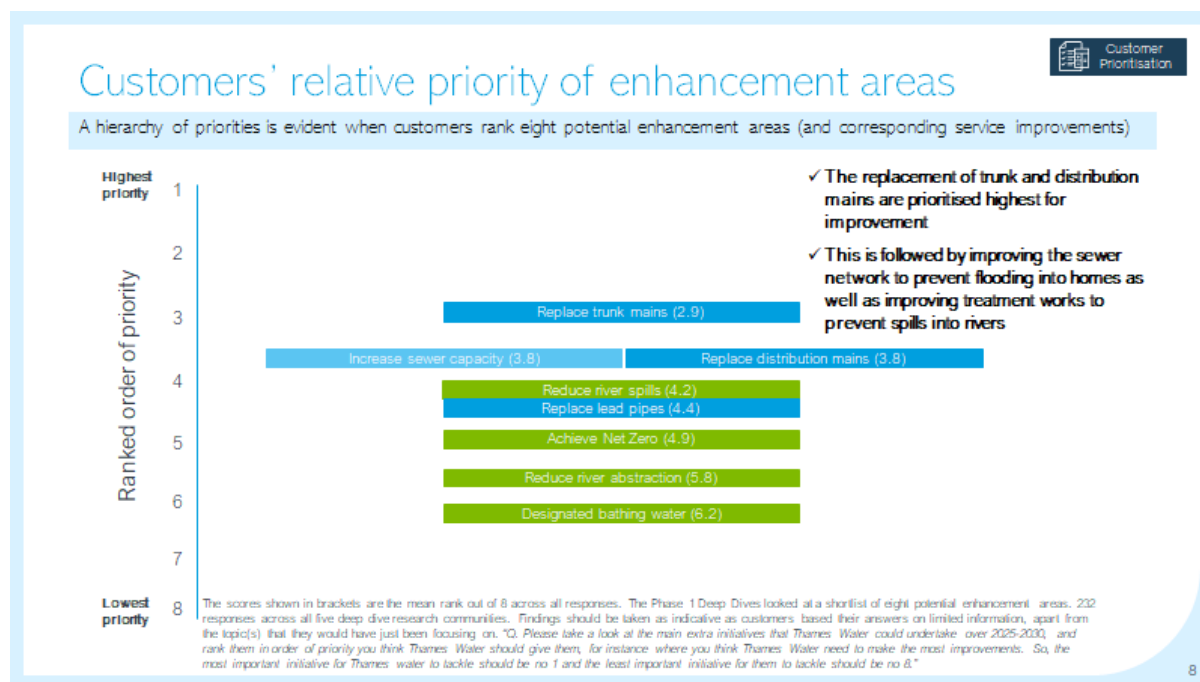 Customer
Prioritisation
Customers' relative priority of enhancement areas
A hierarchy of priorities is evident when customers rank eight potential enhancement areas (and corresponding service improvements)
Highest
priority
1
2
3
4
5
6
7
8
Lowest
priority
Ranked order of priority
Replace trunk mains (2.9)
Increase sewer capacity (3.8)
Replace distribution mains (3.8)
Reduce river spills (4.2)
Replace lead pipes (4.4)
Achieve Net Zero (4.9)
Reduce river abstraction (5.8)
Designated bathing water (6.2)
✓ The replacement of trunk and distribution
mains are prioritised highest for
improvement
✓ This is followed by improving the sewer
network to prevent flooding into homes as
well as improving treatment works to
prevent spills into rivers
The scores shown in brackets are the mean rank out of 8 across all responses. The Phase 1 Deep Dives looked at a shortlist of eight potential enhancement areas. 232
responses across all five deep dive research communities. Findings should be taken as indicative as customers based their answers on limited information, apart from
the topic(s) that they would have just been focusing on. "Q. Please take a look at the main extra initiatives that Thames Water could undertake over 2025-2030, and
rank them in order of priority you think Thames Water should give them, for instance where you think Thames Water need to make the most improvements. So, the
most important initiative for Thames water to tackle should be no 1 and the least important initiative for them to tackle should be no 8."
8